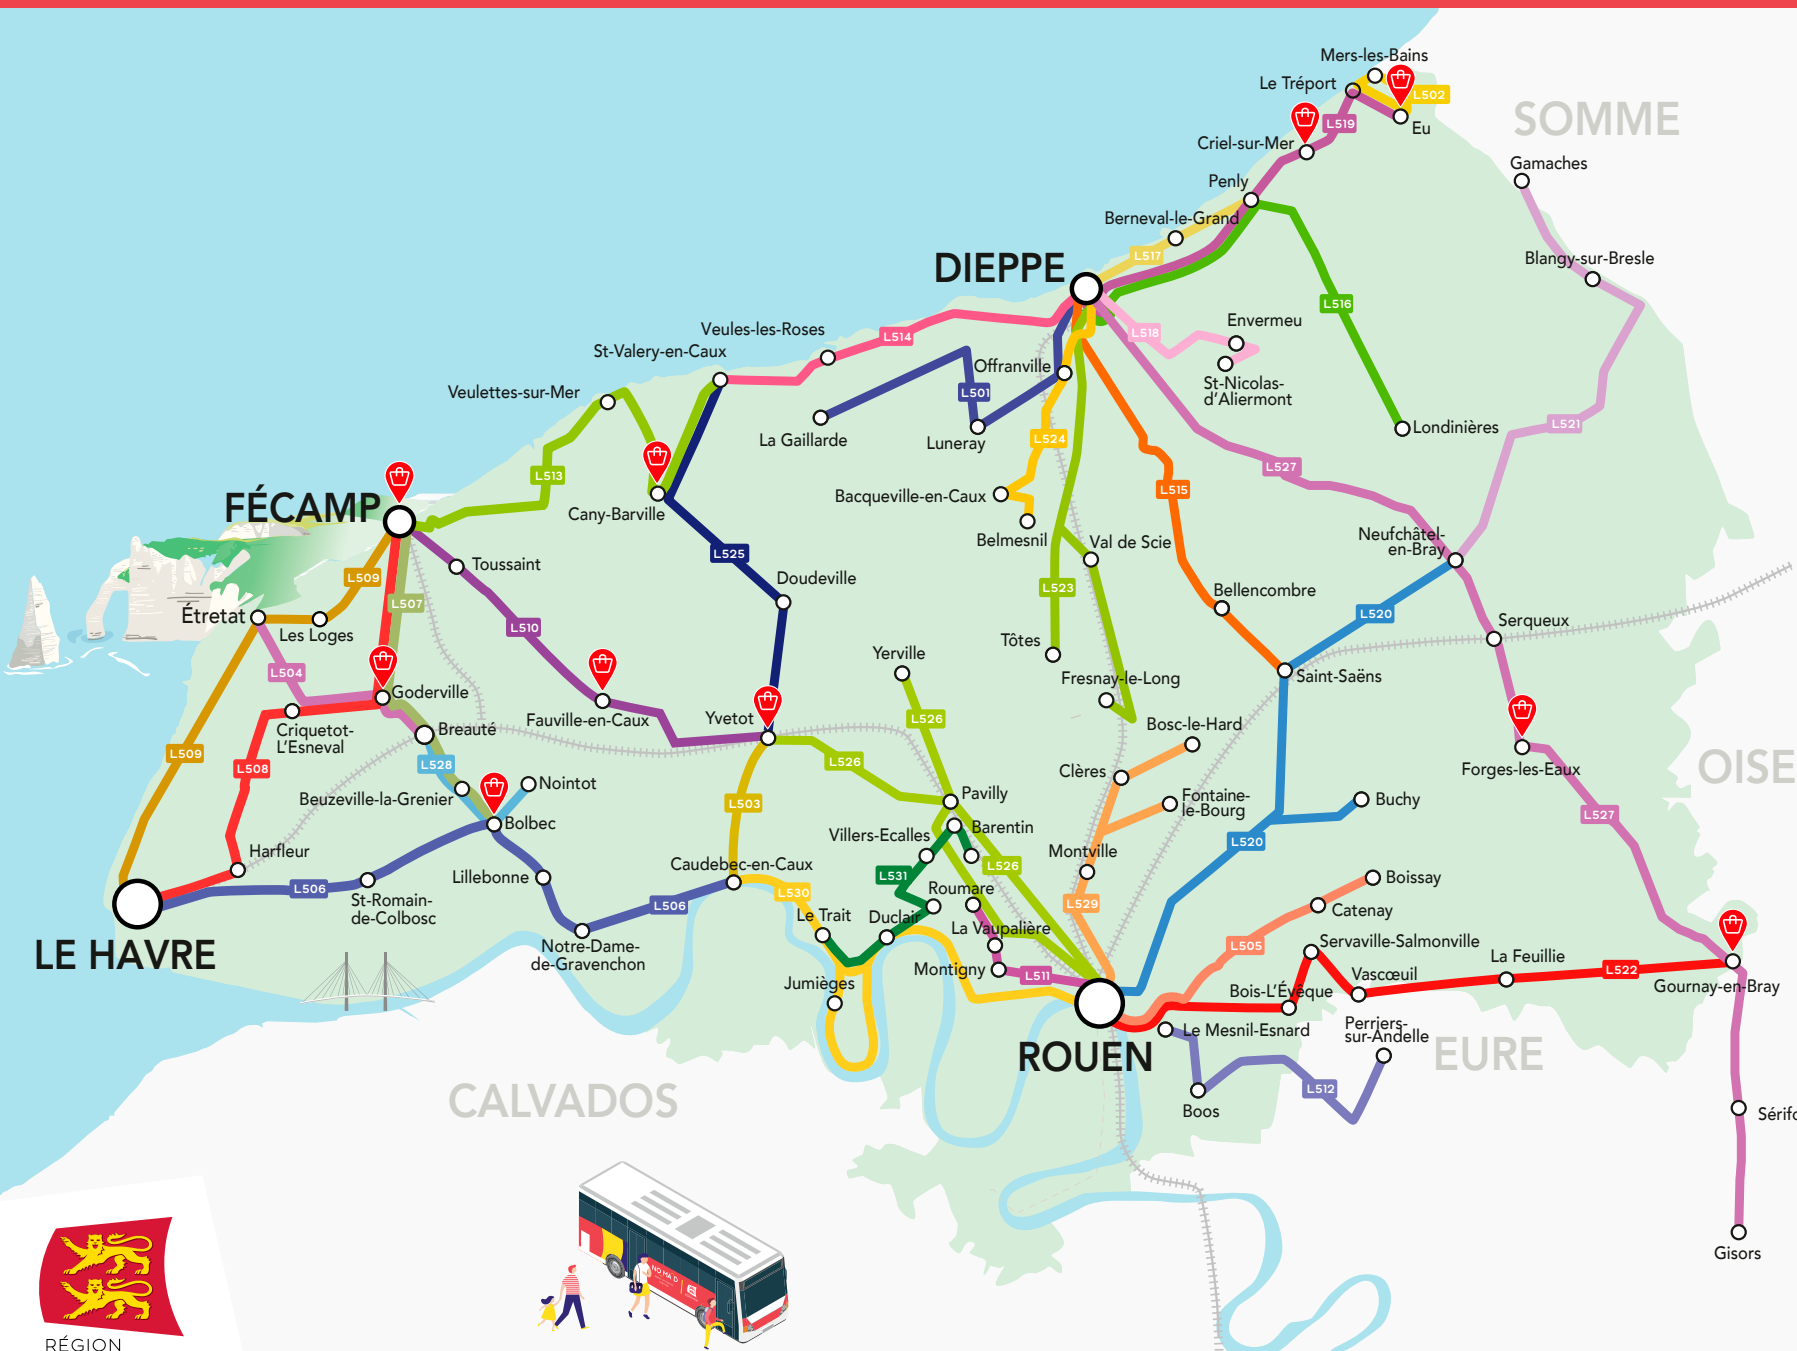 Mers-les-Bains
Le Tréport
L502
L519
Eu
SOMME
Criel-sur-Mer
Gamaches
Penly
Berneval-le-Grand
L517
Blangy-sur-Bresle
DIEPPE
L516
Envermeu
L518
Veules-les-Roses
L514
St-Valery-en-Caux
Offranville
St-Nicolas-
d'Aliermont
Veulettes-sur-Mer
L501
L521
Londinières
La Gaillarde
Luneray
L524
L527
L513
L515
Bacqueville-en-Caux
FÉCAMP
Cany-Barville
Belmesnil
Val de Scie
Neufchâtel-
en-Bray
L525
Toussaint
L509
Doudeville
L523
Bellencombre
L507
L520
Étretat
Les Loges
L510
Serqueux
Tôtes
Yerville
L504
Fresnay-le-Long
Saint-Saëns
Goderville
Fauville-en-Caux
Yvetot
L526
Bosc-le-Hard
Criquetot-
L'Esneval
Breauté
L509
L508
L528
L526
Clères
Forges-les-Eaux
OISE
Nointot
Beuzeville-la-Grenier
L503
Pavilly
Fontaine-
le-Bourg
Buchy
L527
Bolbec
Barentin
Villers-Ecalles
L520
Harfleur
Caudebec-en-Caux
L526
Montville
Lillebonne
L531
Boissay
L506
L530
Roumare
St-Romain-
de-Colbosc
L506
L529
Catenay
Le Trait
Duclair
La Vaupalière
LE HAVRE
Notre-Dame-
de-Gravenchon
L505
Servaville-Salmonville
La Feuillie
Montigny
L511
Vascœuil
L522
Jumièges
Bois-L'Évêque
Gournay-en-Bray
Le Mesnil-Esnard
Perriers-
sur-Andelle
ROUEN
EURE
CALVADOS
L512
Boos
Sérifo
Gisors
NOMAD
RÉGION